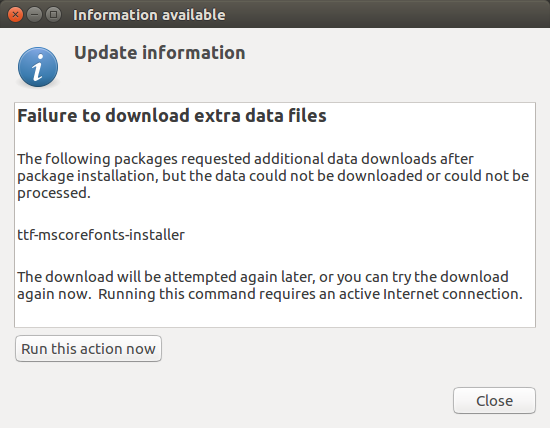 Information available
Update information
Failure to download extra data files
The following packages requested additional data downloads after
package installation, but the data could not be downloaded or could not be
processed.
ttf-mscorefonts-installer
The download will be attempted again later, or you can try the download
again now.  Running this command requires an active Internet connection.
Run this action now
Close